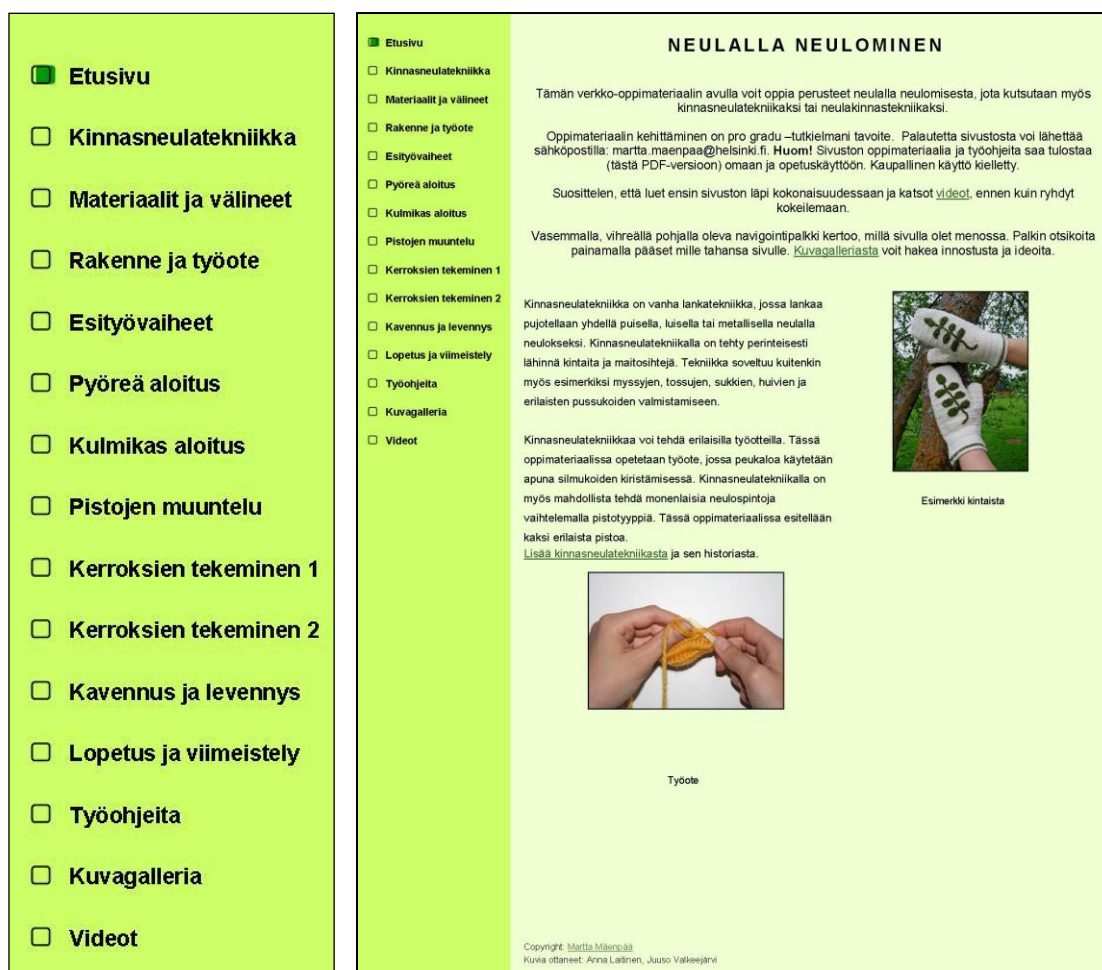 Etusivu
Kinnasneulatekniikka
Materiaalit ja välineet
Rakenne ja työote
Esityövaiheet
Pyöreä aloitus
Kulmikas aloitus
Pistojen muuntelu
Kerroksien tekeminen 1
Kerroksien tekeminen 2
Kavennus ja levennys
Lopetus ja viimeistely
Työohjeita
Kuvagalleria
Videot
Etusivu
Kinnasneulatekniikka
Materiaalit ja välineet
Rakenne ja työote
Esityövaiheet
Pyöreä aloitus
Kulmikas aloitus
Pistojen muuntelu
Kerroksien tekeminen 1
Kerroksien tekeminen 2
Kavennus ja levennys
Lopetus ja viimeistely
Työohjeita
Kuvagalleria
Videot
NEULALLA NEULOMINEN
Tämän verkko-oppimateriaalin avulla voit oppia perusteet neulalla neulomisesta, jota kutsutaan myös
kinnasneulatekniikaksi tai neulakinnastekniikaksi.
Oppimateriaalin kehittäminen on pro gradu –tutkielmani tavoite. Palautetta sivustosta voi lähettää
sähköpostilla: martta.maenpaa@helsinki.fi. Huom! Sivuston oppimateriaalia ja työohjeita saa tulostaa
(tästä PDF-versioon) omaan ja opetuskäyttöön. Kaupallinen käyttö kielletty.
Suosittelen, että luet ensin sivuston läpi kokonaisuudessaan ja katsot videot, ennen kuin ryhdyt
kokeilemaan.
Vasemmalla, vihreällä pohjalla oleva navigointipalkki kertoo, millä sivulla olet menossa. Palkin otsikoita
painamalla pääset mille tahansa sivulle. Kuvagalleriasta voit hakea innostusta ja ideoita.
Kinnasneulatekniikka on vanha lankatekniikka, jossa lankaa
pujotellaan yhdellä puisella, luisella tai metallisella neulalla
neulokseksi. Kinnasneulatekniikalla on tehty perinteisesti
lähinnä kintaita ja maitosihtejä. Tekniikka soveltuu kuitenkin
myös esimerkiksi myssyjen, tossujen, sukkien, huivien ja
erilaisten pussukoiden valmistamiseen.
Kinnasneulatekniikkaa voi tehdä erilaisilla työotteilla. Tässä
oppimateriaalissa opetetaan työote, jossa peukaloa käytetään
apuna silmukoiden kiristämisessä. Kinnasneulatekniikalla on
myös mahdollista tehdä monenlaisia neulospintoja
vaihtelemalla pistotyyppiä. Tässä oppimateriaalissa esitellään
kaksi erilaista pistoa.
Lisää kinnasneulatekniikasta ja sen historiasta.
Esimerkki kintaista
Työote
Copyright: Martta Mäenpää
Kuvia ottaneet: Anna Laitinen, Juuso Valkeejärvi